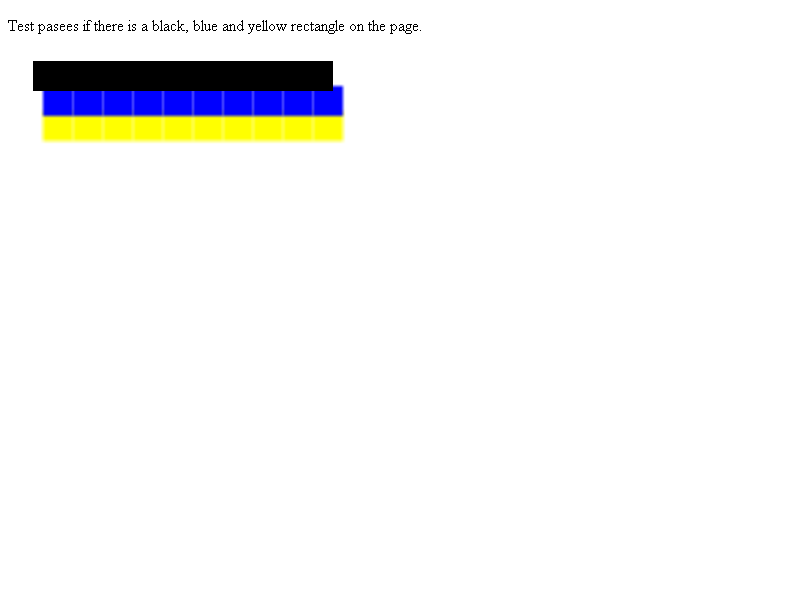 Test pasees if there is a black, blue and yellow rectangle on the page.